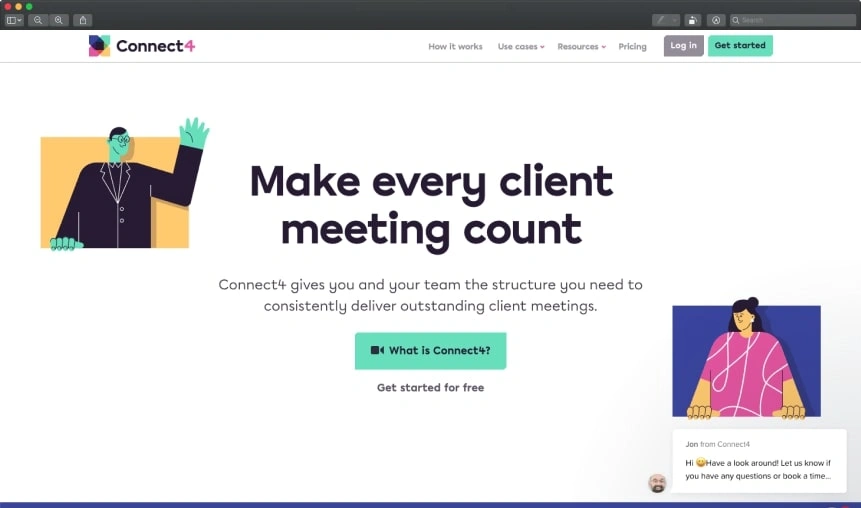 Search
Connect4
How it works
Use cases
Resources
Pricing
Log in
Get started
Make every client
meeting count
Connect4 gives you and your team the structure you need to
consistently deliver outstanding client meetings.
What is Connect4?
Get started for free
Jon from Connect4
Hi 😀Have a look around! Let us know if
you have any questions or book a time...